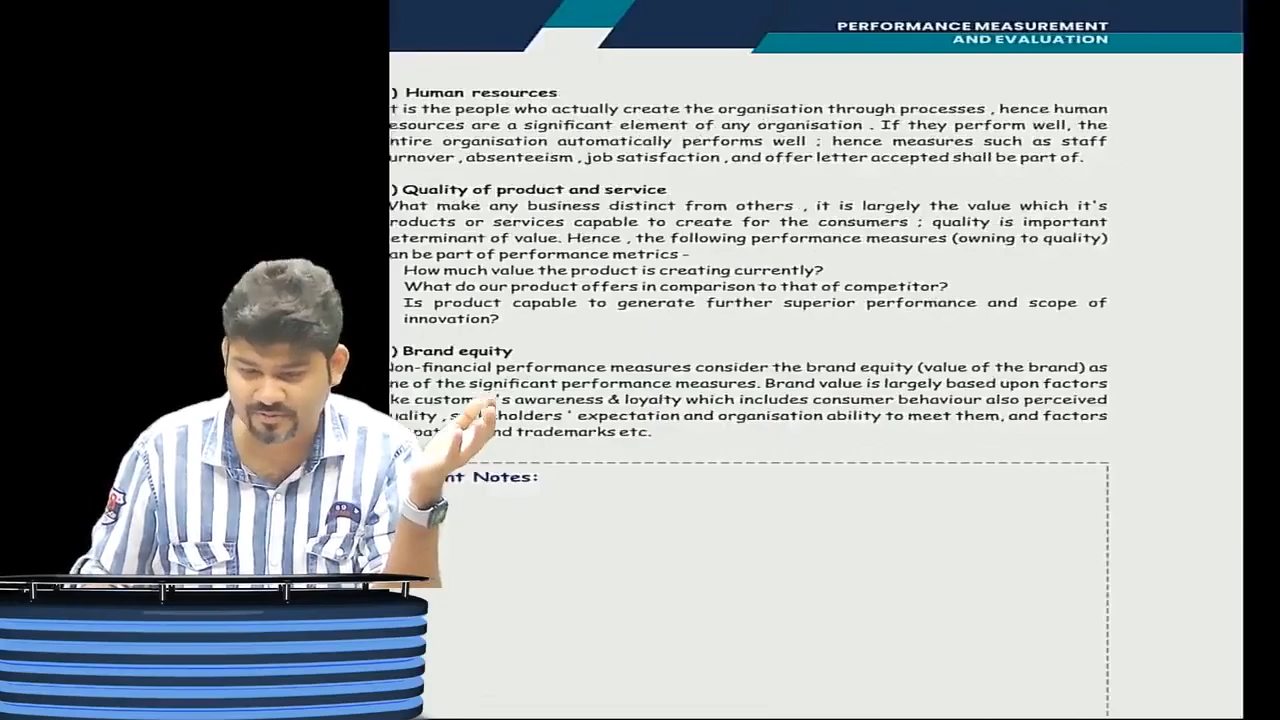 PERFORMANCE MEASUREMENT
AND EVALUATION
) Human resources
t is the people who actually create the organisation through processes , hence human
esources are a significant element of any organisation . If they perform well, the
ntire organisation automatically performs well ; hence measures such as staff
urnover , absenteeism , job satisfaction , and offer letter accepted shall be part of.
) Quality of product and service
What make any business distinct from others , it is largely the value which it's
roducts or services capable to create for the consumers ; quality is important
eterminant of value. Hence , the following performance measures (owning to quality)
an be part of performance metrics -
How much value the product is creating currently?
What do our product offers in comparison to that of competitor?
Is product capable to generate further superior performance and scope of
innovation?
) Brand equity
on-financial performance measures consider the brand equity (value of the brand) as
ne of the significant performance measures. Brand value is largely based upon factors
ke custom 's awareness & loyalty which includes consumer behaviour also perceived
uality , s holders ' expectation and organisation ability to meet them, and factors
pat nd trademarks etc.
nt Notes: